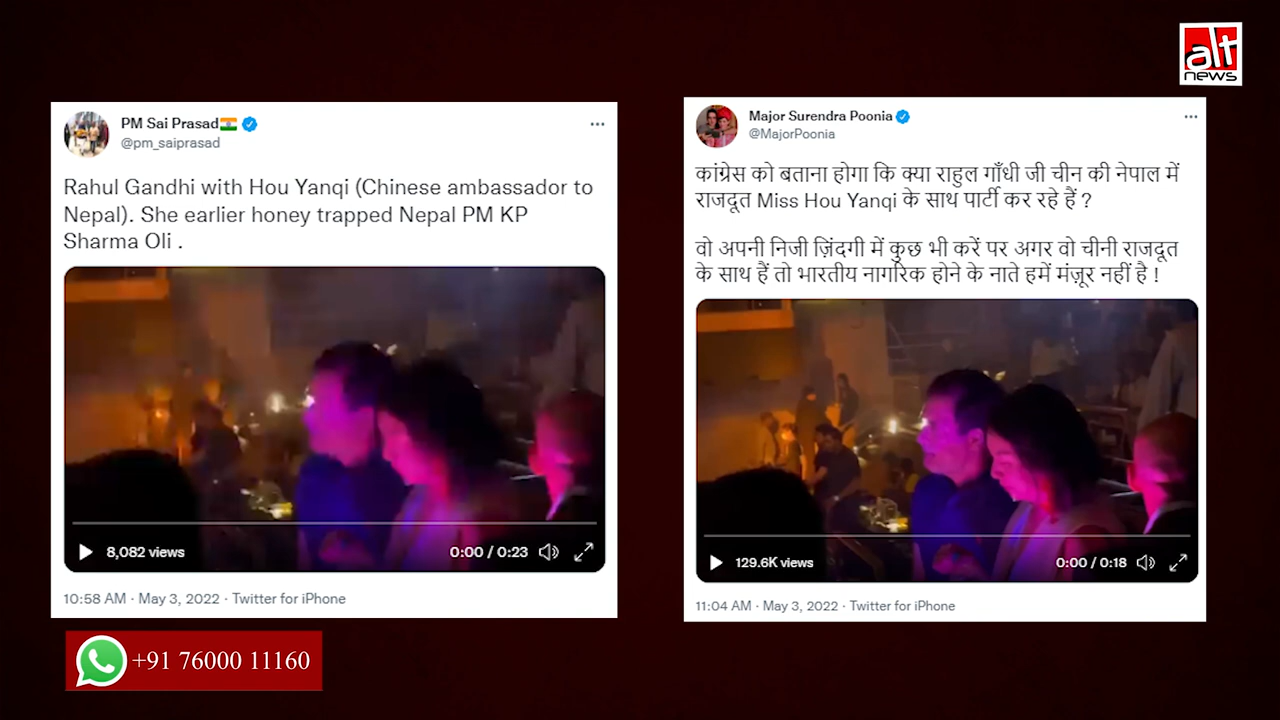 alt
news
PM Sai Prasad
@pm_saiprasad
Rahul Gandhi with Hou Yanqi (Chinese ambassador to
Nepal). She earlier honey trapped Nepal PM KP
Sharma Oli .
8,082 views
0:00 / 0:23
10:58 AM · May 3, 2022 · Twitter for iPhone
Major Surendra Poonia
@MajorPoonia
कांग्रेस को बताना होगा कि क्या राहुल गाँधी जी चीन की नेपाल में
राजदूत Miss Hou Yanqi के साथ पार्टी कर रहे हैं ?
वो अपनी निजी ज़िंदगी में कुछ भी करें पर अगर वो चीनी राजदूत
के साथ हैं तो भारतीय नागरिक होने के नाते हमें मंज़ूर नहीं है !
129.6K views
0:00 / 0:18
11:04 AM · May 3, 2022 · Twitter for iPhone
+91 76000 11160